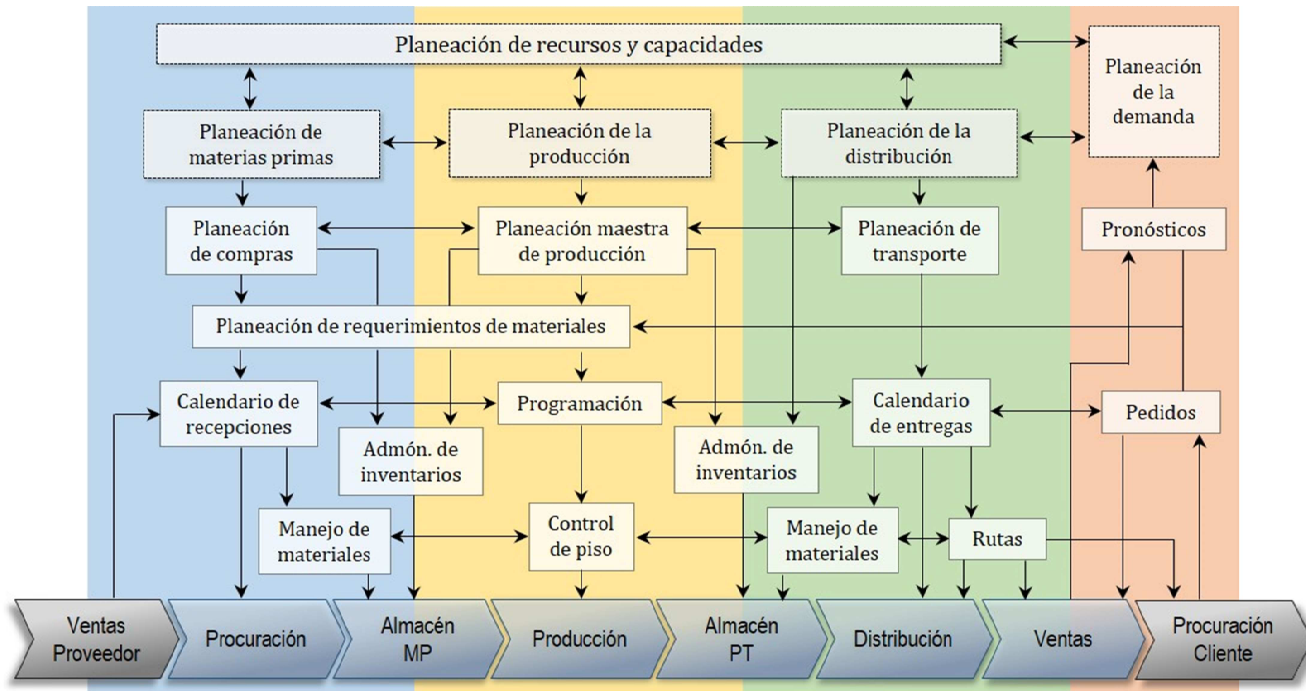 Planeación de recursos y capacidades
Planeación
de la
demanda
Planeación de
materias primas
Planeación de la
producción
Planeación de la
distribución
Planeación
de compras
Planeación maestra
de producción
Planeación de
transporte
Pronósticos
Planeación de requerimientos de materiales
Calendario de
recepciones
Programación
Calendario
de entregas
Pedidos
Admón. de
inventarios
Admón. de
inventarios
Manejo de
materiales
Control
de piso
Manejo de
materiales
Rutas
Ventas
Proveedor
Procuración
Almacén
MP
Producción
Almacén
PT
Distribución
Ventas
Procuración
Cliente